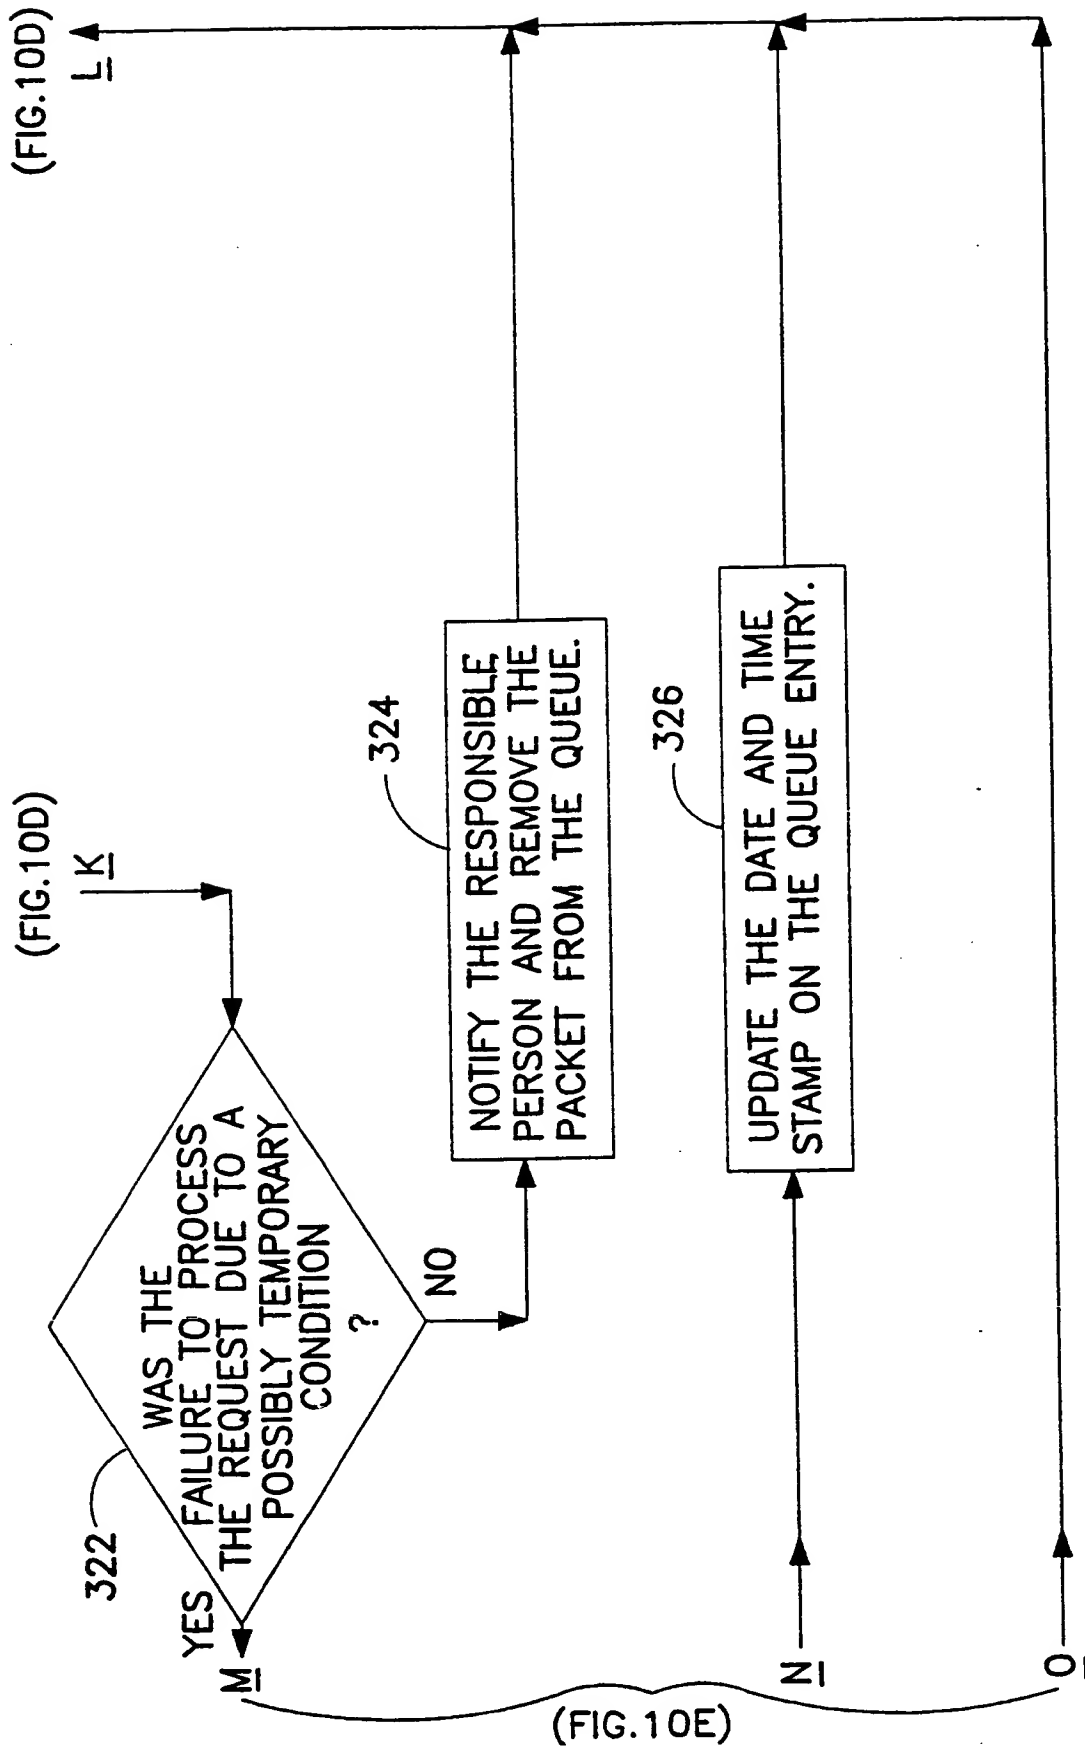 (FIG.10D)
K
(FIG.10D)
L
322
WAS THE
FAILURE TO PROCESS
THE REQUEST DUE TO A
POSSIBLY TEMPORARY
CONDITION
?
YES
M
NO
324
NOTIFY THE RESPONSIBLE
PERSON AND REMOVE THE
PACKET FROM THE QUEUE.
326
UPDATE THE DATE AND TIME
STAMP ON THE QUEUE ENTRY.
N
O
(FIG.10E)